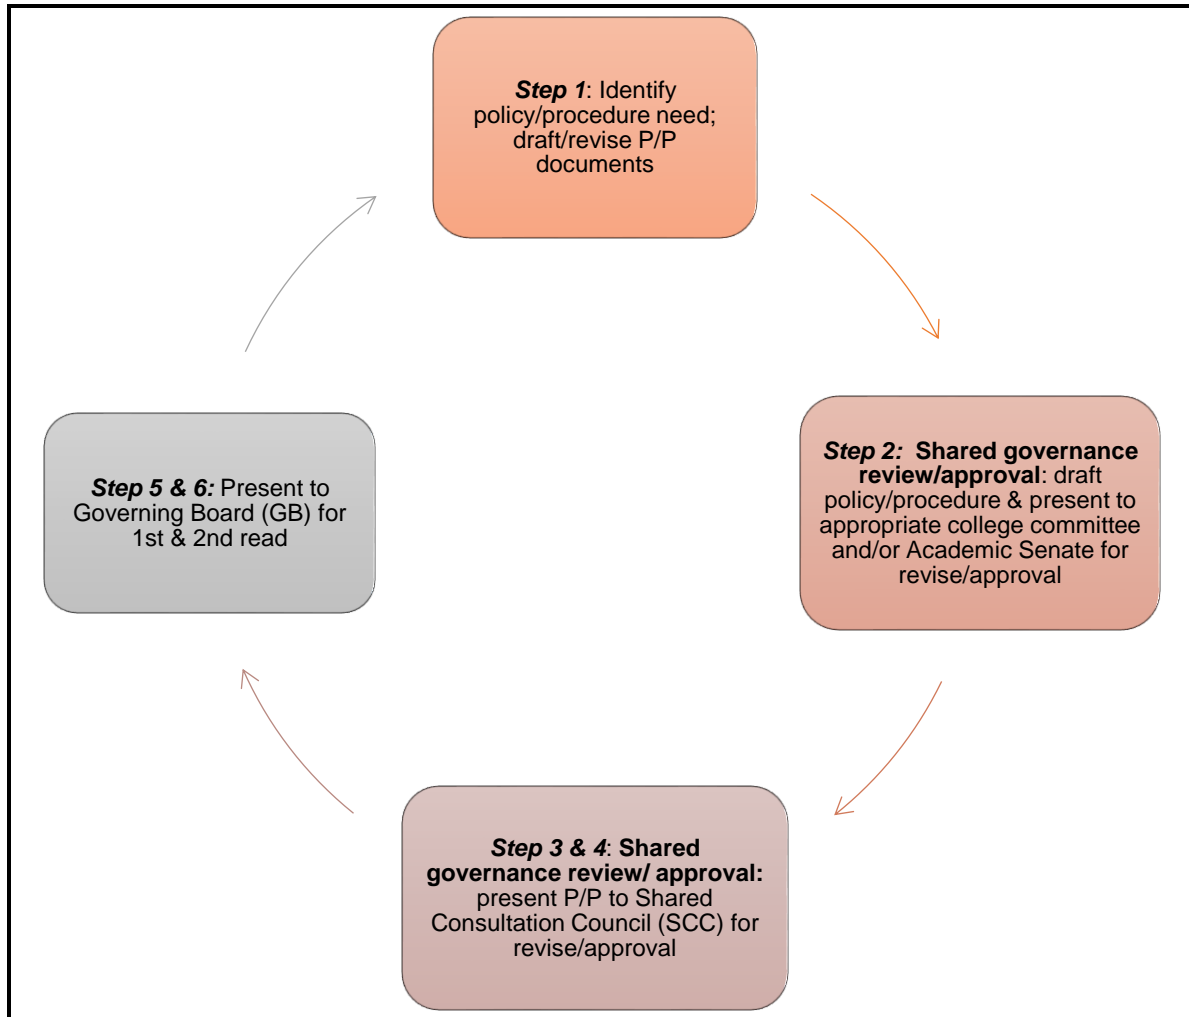 Step 1: Identify
policy/procedure need;
draft/revise P/P
documents
Step 2: Shared governance
review/approval: draft
policy/procedure & present to
appropriate college committee
and/or Academic Senate for
revise/approval
Step 3 & 4: Shared
governance review/ approval:
present P/P to Shared
Consultation Council (SCC) for
revise/approval
Step 5 & 6: Present to
Governing Board (GB) for
1st & 2nd read